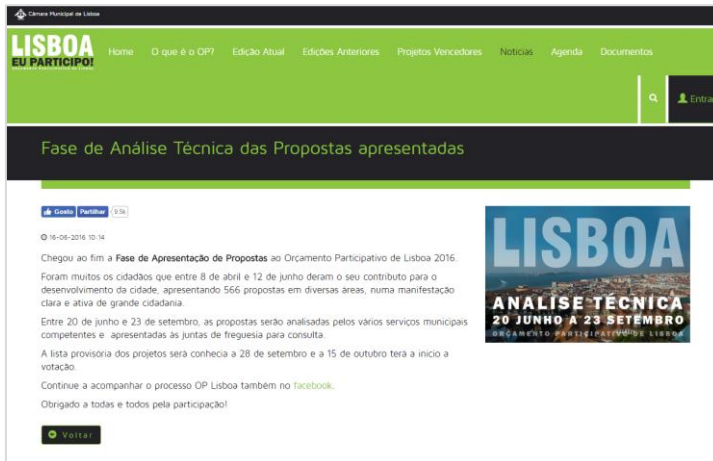 Câmara Municipal de Lisboa
LISBOA
EU PARTICIPO!
Home O que é o OP? Edição Atual Edições Anteriores Projetos Vencedores Noticias Agenda Documentos
Entra
Fase de Análise Técnica das Propostas apresentadas
Gosto Partilhar
16-06-2016 10:14
Chegou ao fim a Fase de Apresentação de Propostas ao Orçamento Participativo de Lisboa 2016.
Foram muitos os cidadãos que entre 8 de abril e 12 de junho deram o seu contributo para o
desenvolvimento da cidade, apresentando 566 propostas em diversas áreas, numa manifestação
clara e ativa de grande cidadania.
Entre 20 de junho e 23 de setembro, as propostas serão analisadas pelos vários serviços municipais
competentes e apresentadas às juntas de freguesia para consulta.
A lista provisória dos projetos será conhecia a 28 de setembro e a 15 de outubro terá a inicio a
votação.
Continue a acompanhar o processo OP Lisboa também no facebook.
Obrigado a todas e todos pela participação!
Voltar
LISBOA
ANALISE TÉCNICA
20 JUNHO A 23 SETEMBRO
ORÇAMENTO PARTICIPATIVO DE LISBOA